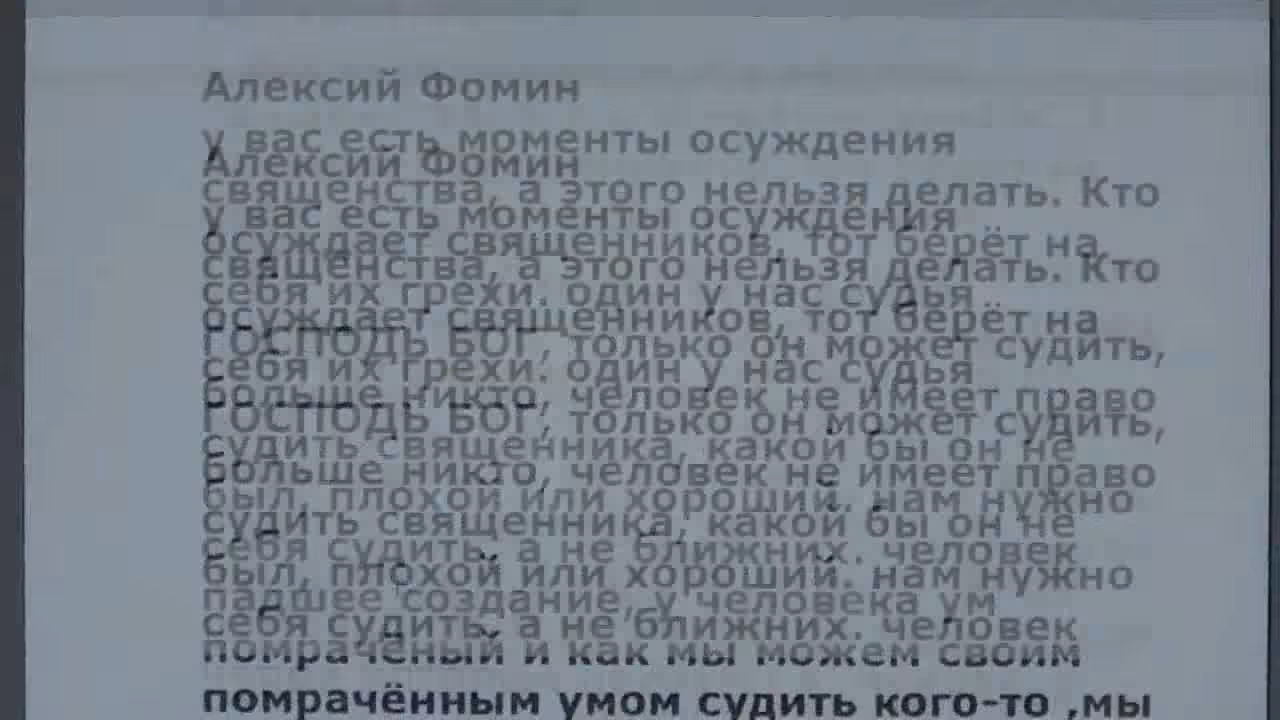 Алексий Фомин
у вас есть моменты осуждения
Алексий Фомин
священства, а этого нельзя делать. Кто
у вас есть моменты осуждения
осуждает священников, тот берёт на
священства, а этого нельзя делать. Кто
себя их грехи. один у нас судья
осуждает священников, тот берёт на
ГОСПОДЬ БОГ, только он может судить,
себя их грехи. один у нас судья
больше никто, человек не имеет право
ГОСПОДЬ БОГ, только он может судить,
судить священника, какой бы он не
больше никто, человек не имеет право
был, плохой или хороший. нам нужно
судить священника, какой бы он не
себя судить, а не ближних. человек
был, плохой или хороший. нам нужно
падшее создание, у человека ум
себя судить, а не ближних. человек
помрачёный и как мы можем своим
помрачённым умом судить кого-то ,мы